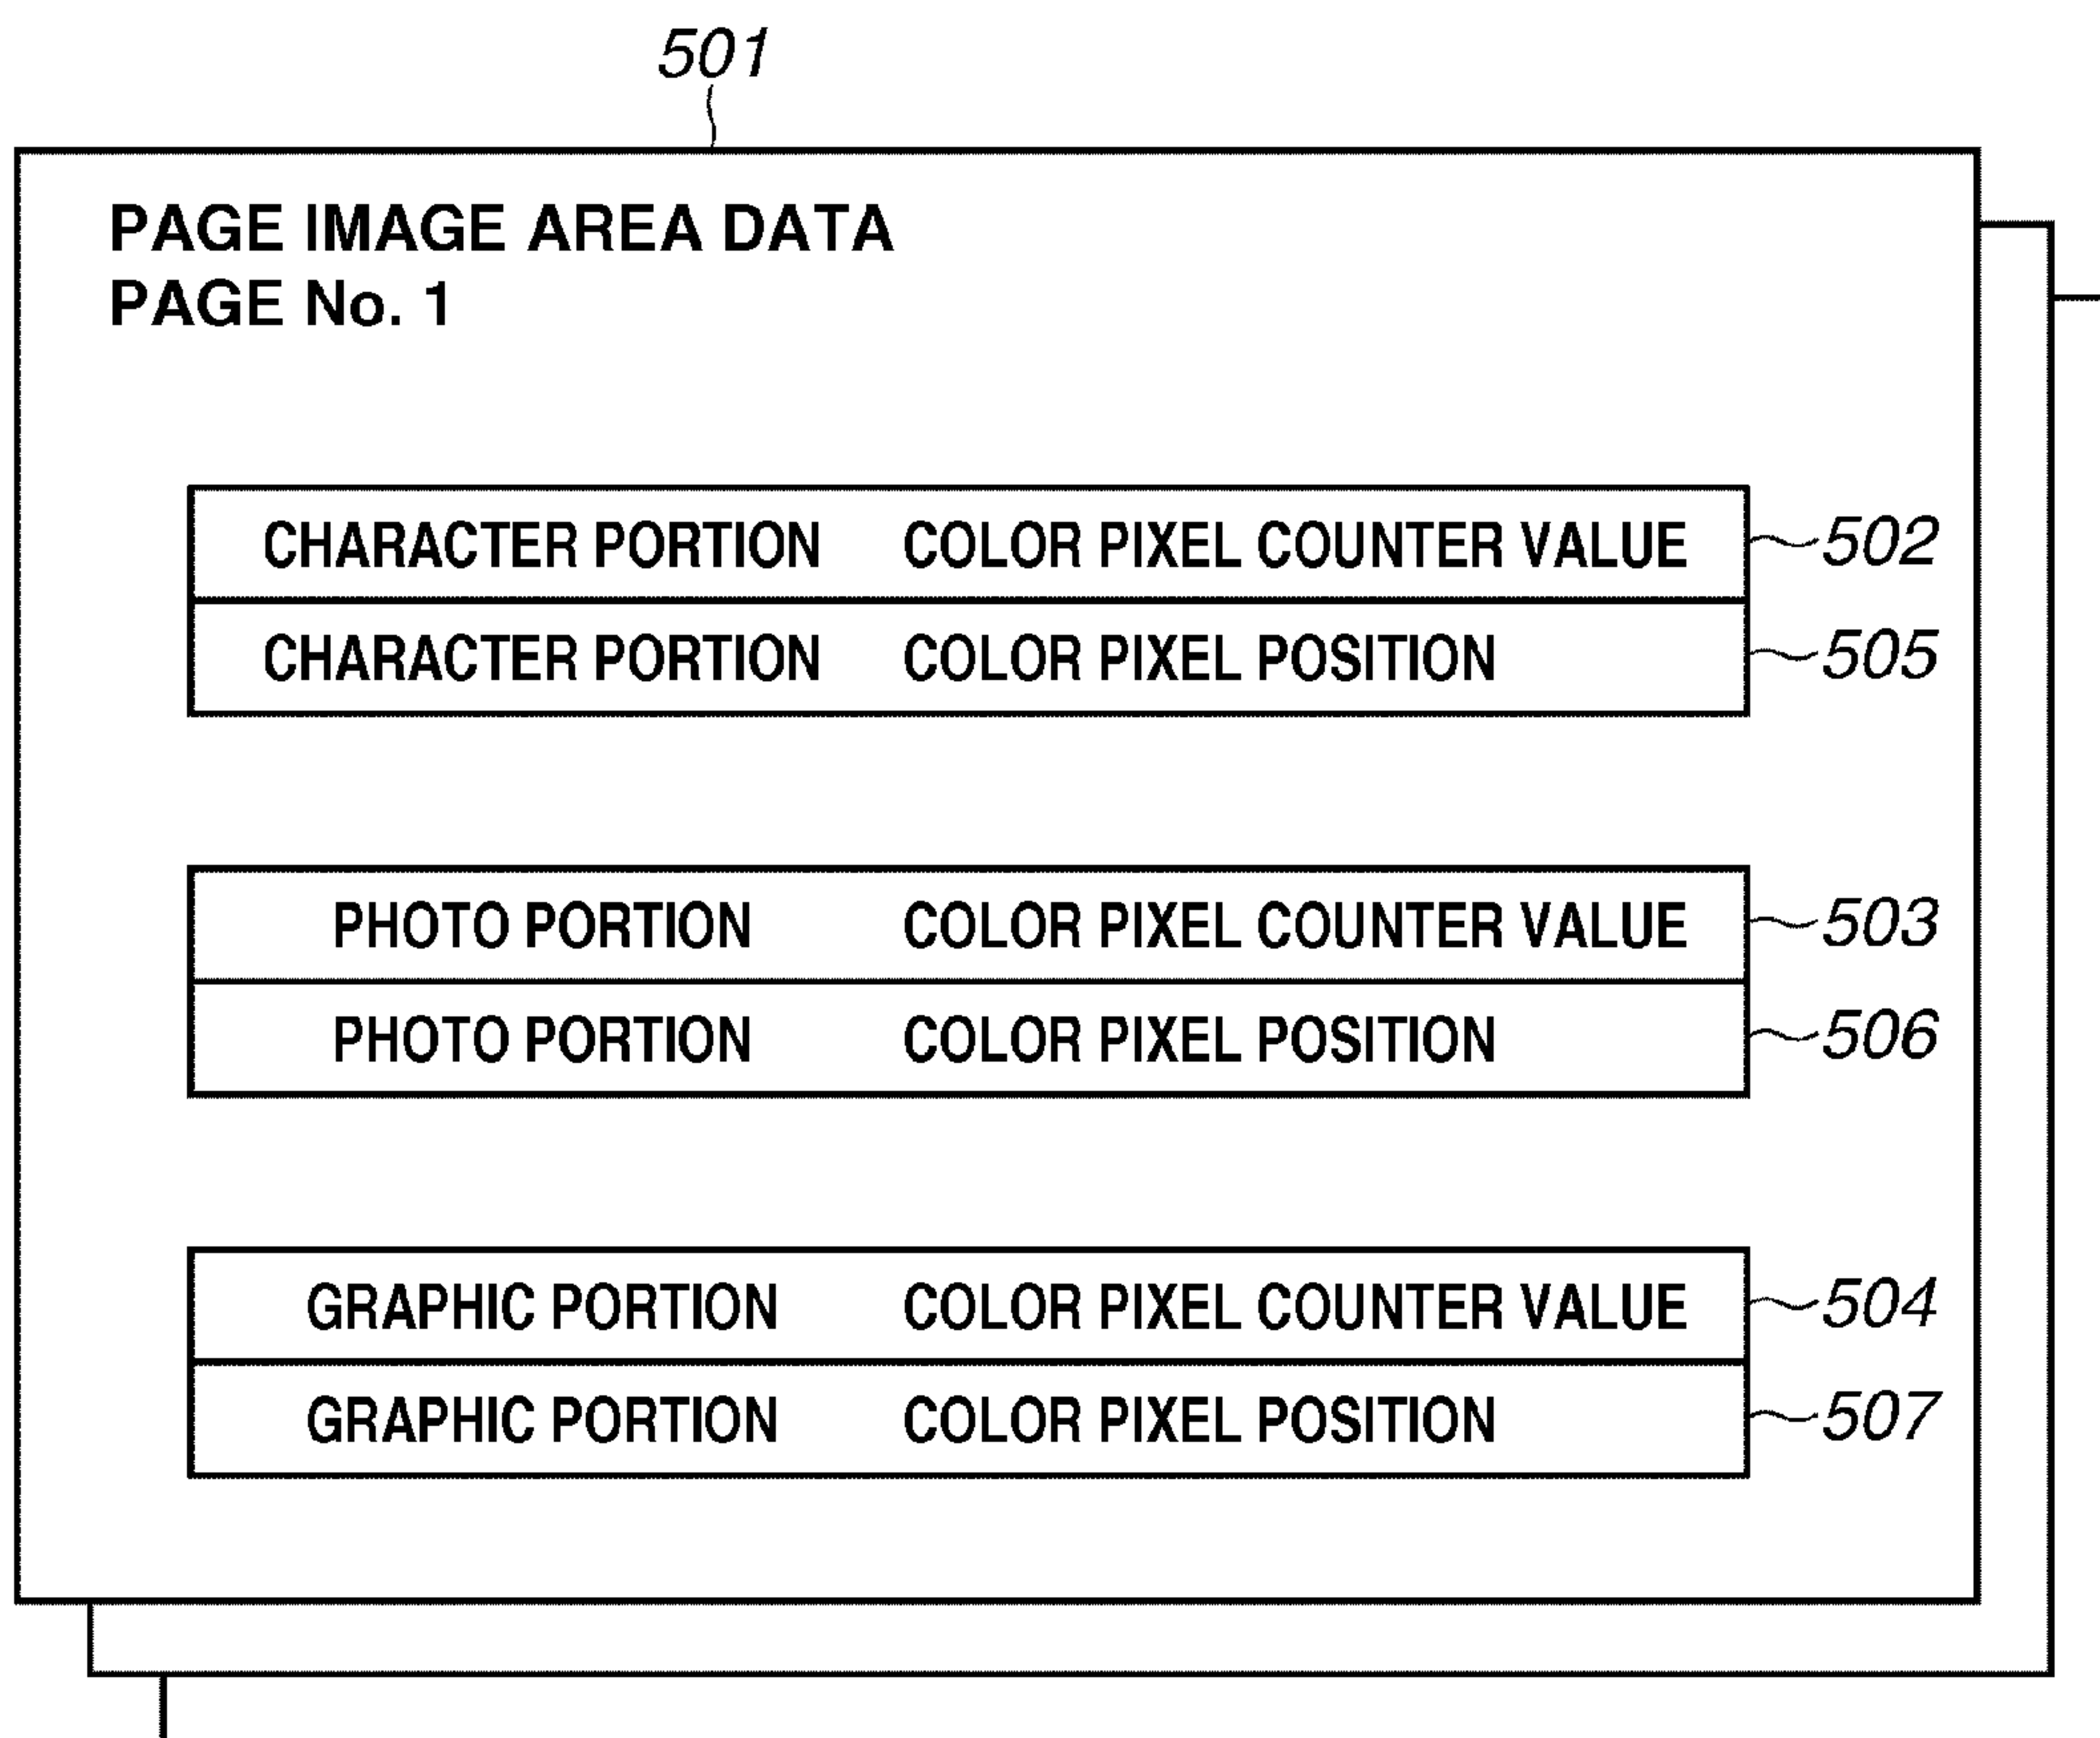 501
PAGE IMAGE AREA DATA
PAGE No. 1
CHARACTER PORTION COLOR PIXEL COUNTER VALUE 502
CHARACTER PORTION COLOR PIXEL POSITION 505
PHOTO PORTION COLOR PIXEL COUNTER VALUE 503
PHOTO PORTION COLOR PIXEL POSITION 506
GRAPHIC PORTION COLOR PIXEL COUNTER VALUE 504
GRAPHIC PORTION COLOR PIXEL POSITION 507